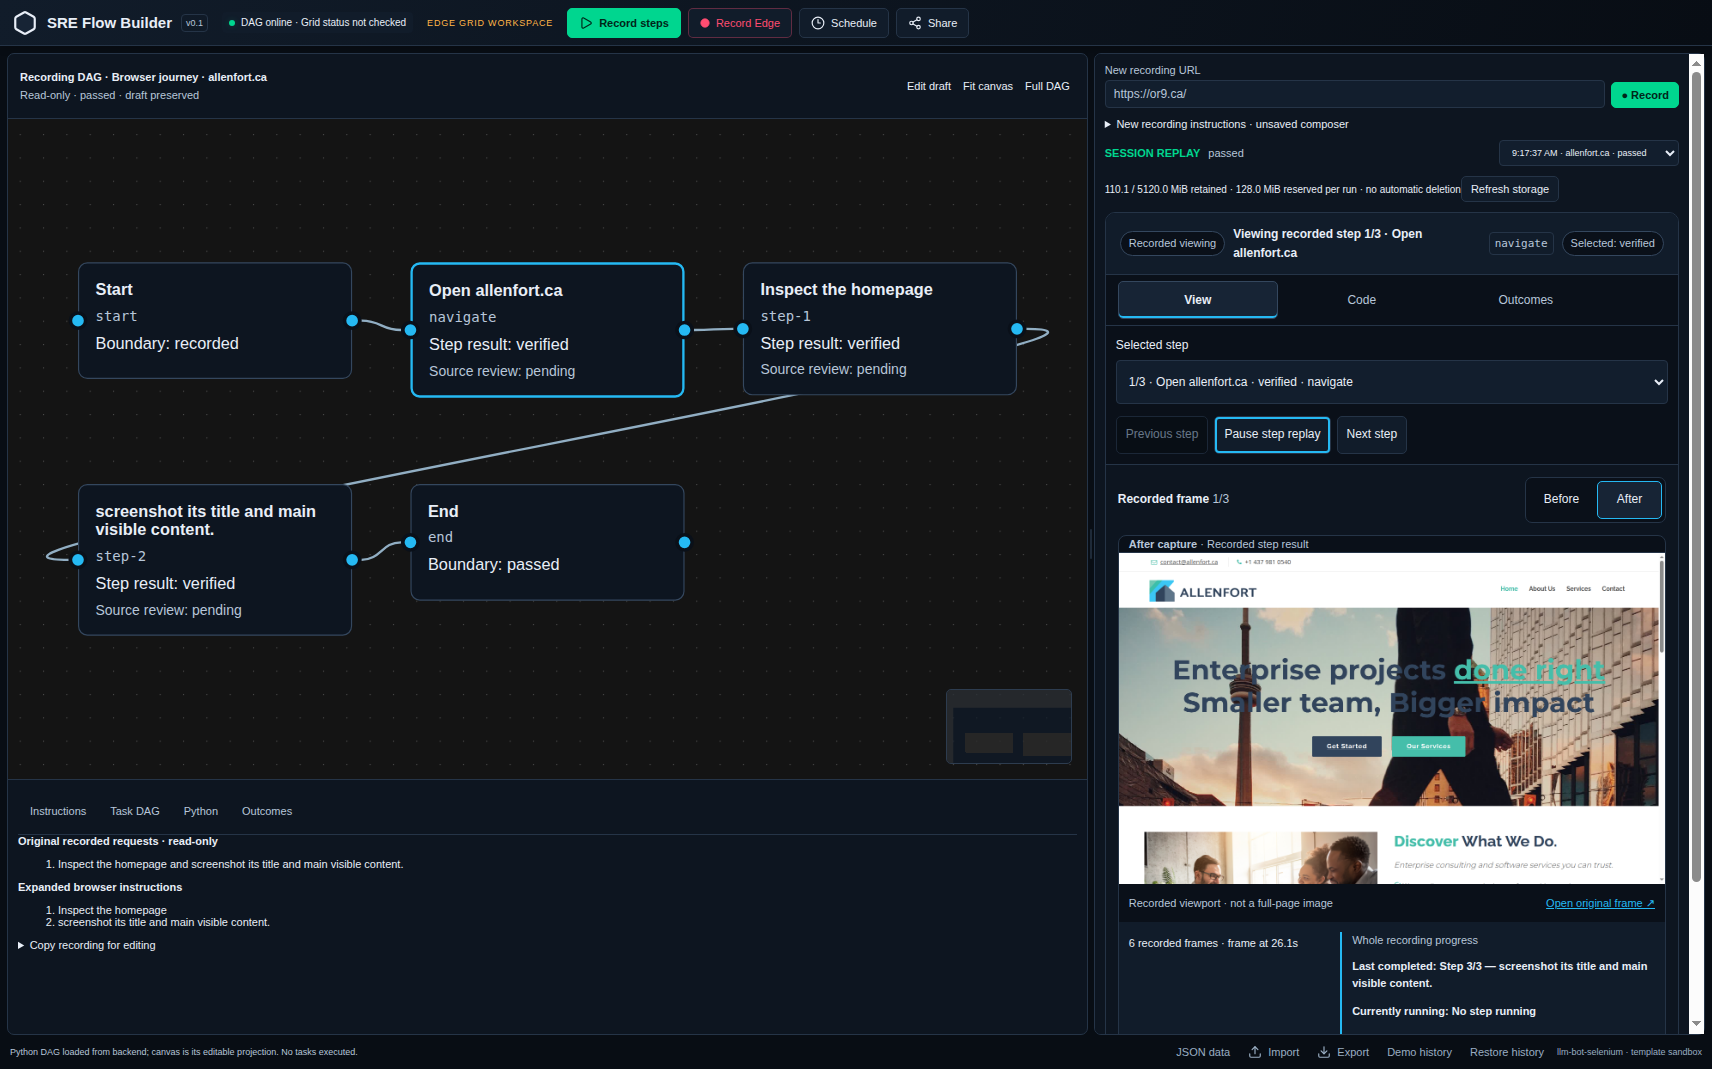 SRE Flow Builder
v0.1
DAG online · Grid status not checked
EDGE GRID WORKSPACE
Record steps
Record Edge
Schedule
Share
Recording DAG · Browser journey · allenfort.ca
Read-only · passed · draft preserved
Edit draft
Fit canvas
Full DAG
Start
start
Boundary: recorded
Open allenfort.ca
navigate
Step result: verified
Source review: pending
Inspect the homepage
step-1
Step result: verified
Source review: pending
screenshot its title and main
visible content.
step-2
Step result: verified
Source review: pending
End
end
Boundary: passed
Instructions
Task DAG
Python
Outcomes
Original recorded requests · read-only
1. Inspect the homepage and screenshot its title and main visible content.
Expanded browser instructions
1. Inspect the homepage
2. screenshot its title and main visible content.
Copy recording for editing
New recording URL
https://or9.ca/
● Record
New recording instructions · unsaved composer
SESSION REPLAY passed
9:17:37 AM · allenfort.ca · passed
110.1 / 5120.0 MiB retained · 128.0 MiB reserved per run · no automatic deletion
Refresh storage
Recorded viewing
Viewing recorded step 1/3 · Open
allenfort.ca
navigate
Selected: verified
View
Code
Outcomes
Selected step
1/3 · Open allenfort.ca · verified · navigate
Previous step
Pause step replay
Next step
Recorded frame 1/3
Before
After
After capture · Recorded step result
contact@allenfort.ca
+1 437 981 0540
ALLENFORT
Home
About Us
Services
Contact
Enterprise projects done right
Smaller team, Bigger impact
Get Started
Our Services
Discover What We Do.
Enterprise consulting and software services you can trust.
Recorded viewport · not a full-page image
Open original frame ↗
6 recorded frames · frame at 26.1s
Whole recording progress
Last completed: Step 3/3 — screenshot its title and main
visible content.
Currently running: No step running
Python DAG loaded from backend; canvas is its editable projection. No tasks executed.
JSON data
Import
Export
Demo history
Restore history
llm-bot-selenium · template sandbox